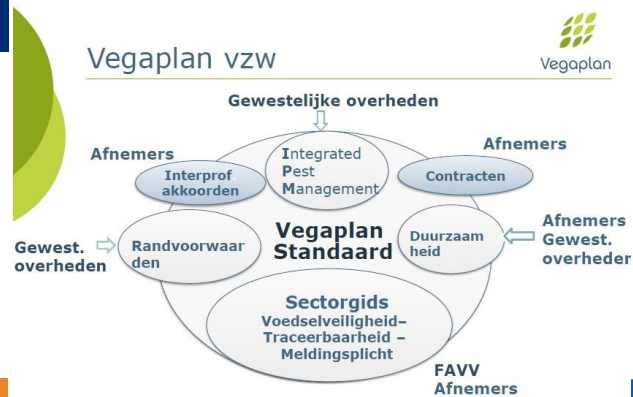 Vegaplan vzw
Vegaplan
Gewestelijke overheden
Afnemers
Afnemers
Integrated
Pest
Management
Interprof
akkoorden
Contracten
Gewest.
overheden
Randvoorwaar
den
Vegaplan
Standaard
Duurzaam
heid
Afnemers
Gewest.
overheden
Sectorgids
Voedselveiligheid–
Traceerbaarheid –
Meldingsplicht
FAVV
Afnemers